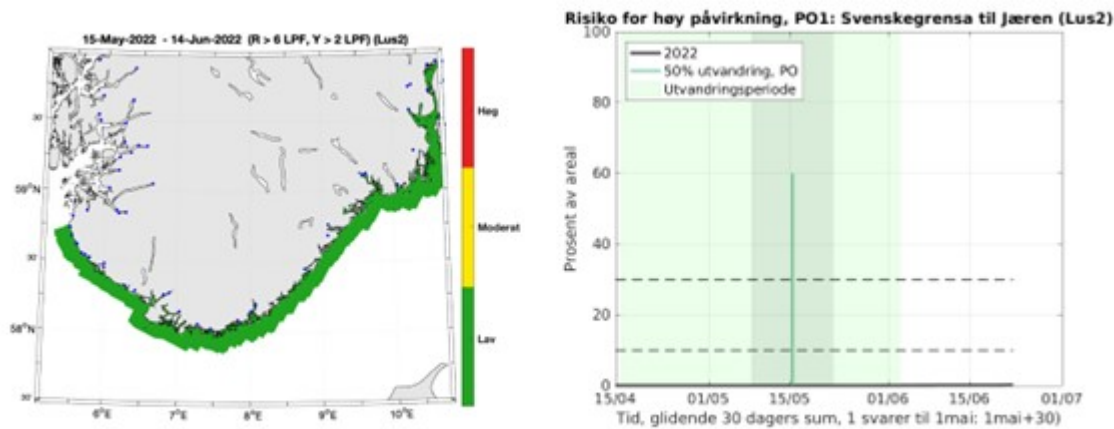 15-May-2022 - 14-Jun-2022 (R > 6 LPF, Y > 2 LPF) (Lus2)
Høg
Moderat
Lav
30'
59°N
30'
58°N
30'
6°E
7°E
8°E
9°E
10°E
Risiko for høy påvirkning, PO1: Svenskegrensa til Jæren (Lus2)
2022
50% utvandring, PO
Utvandringsperiode
Prosent av areal
100
80
60
40
20
0
15/04
01/05
15/05
01/06
15/06
01/07
Tid, glidende 30 dagers sum, 1 svarer til 1mai: 1mai+30)